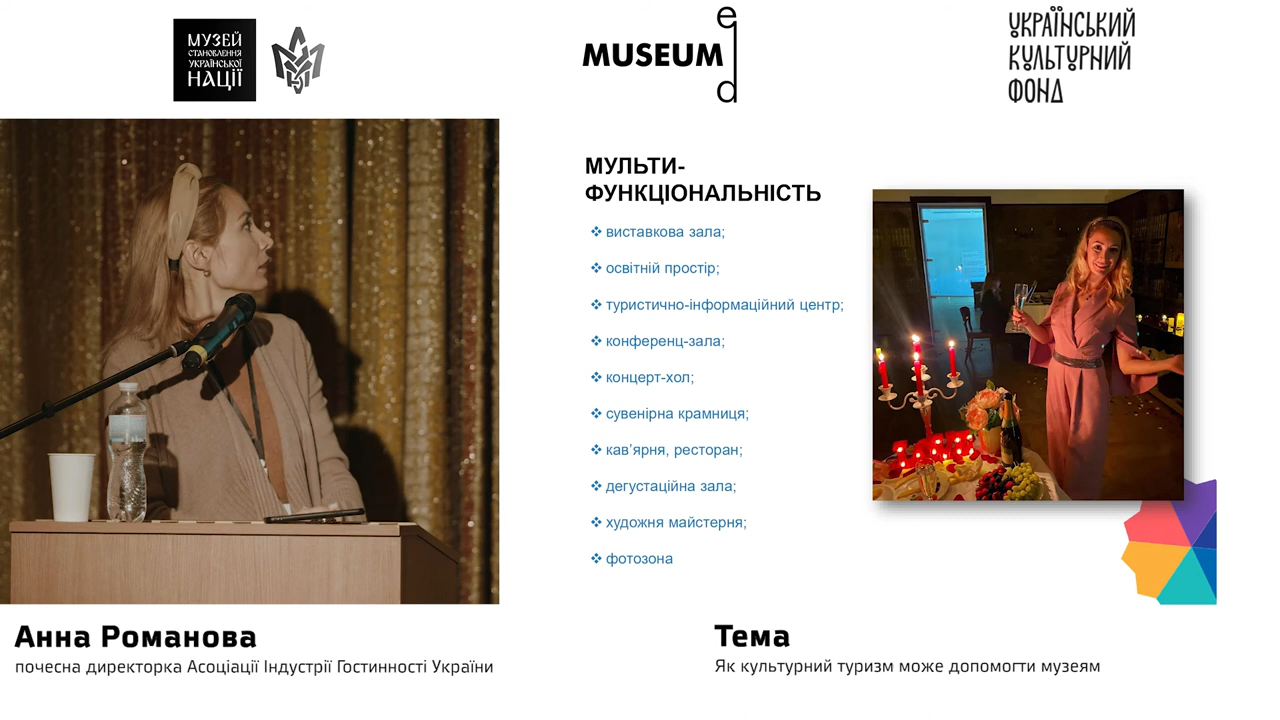 МУЗЕЙ
СТАНОВЛЕННЯ
УКРАЇНСЬКОЇ
НАЦІЇ
MUSEUM ed
УКРАЇНСЬКИЙ
КУЛЬТУРНИЙ
ФОНД
МУЛЬТИ-
ФУНКЦІОНАЛЬНІСТЬ
❖ виставкова зала;
❖ освітній простір;
❖ туристично-інформаційний центр;
❖ конференц-зала;
❖ концерт-хол;
❖ сувенірна крамниця;
❖ кав’ярня, ресторан;
❖ дегустаційна зала;
❖ художня майстерня;
❖ фотозона
Анна Романова
почесна директорка Асоціації Індустрії Гостинності України
Тема
Як культурний туризм може допомогти музеям